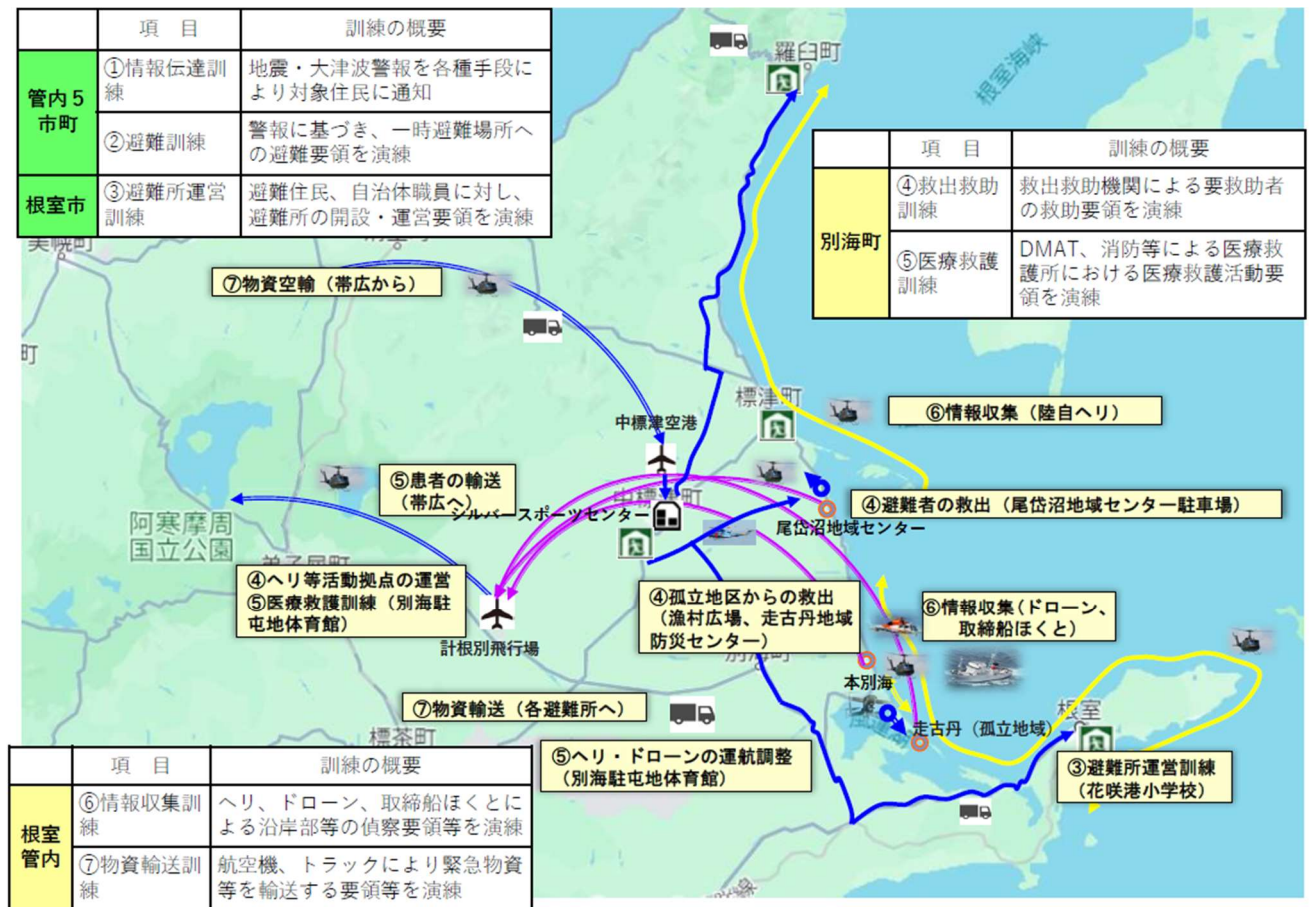 項　目
訓練の概要
管内５
市町
①情報伝達訓
練
地震・大津波警報を各種手段に
より対象住民に通知
②避難訓練
警報に基づき、一時避難場所へ
の避難要領を演練
根室市
③避難所運営
訓練
避難住民、自治体職員に対し、
避難所の開設・運営要領を演練
羅臼町
根室海峡
項　目
訓練の概要
別海町
④救出救助
訓練
救出救助機関による要救助者
の救助要領を演練
⑤医療救護
訓練
DMAT、消防等による医療救
護所における医療救護活動要
領を演練
美幌町
⑦物資空輸（帯広から）
町
標津町
⑥情報収集（陸自ヘリ）
中標津空港
⑤患者の輸送
（帯広へ）
中標津町
シルバースポーツセンター
④避難者の救出（尾岱沼地域センター駐車場）
尾岱沼地域センター
阿寒摩周
国立公園
弟子屈町
④ヘリ等活動拠点の運営
⑤医療救護訓練（別海駐
屯地体育館）
計根別飛行場
④孤立地区からの救出
（漁村広場、走古丹地域
防災センター）
別海町
⑥情報収集（ドローン、
取締船ほくと）
本別海
走古丹（孤立地域）
根室
⑦物資輸送（各避難所へ）
標茶町
⑤ヘリ・ドローンの運航調整
（別海駐屯地体育館）
③避難所運営訓練
（花咲港小学校）
項　目
訓練の概要
根室
管内
⑥情報収集訓
練
ヘリ、ドローン、取締船ほくとに
よる沿岸部等の偵察要領等を演練
⑦物資輸送訓
練
航空機、トラックにより緊急物資
等を輸送する要領等を演練